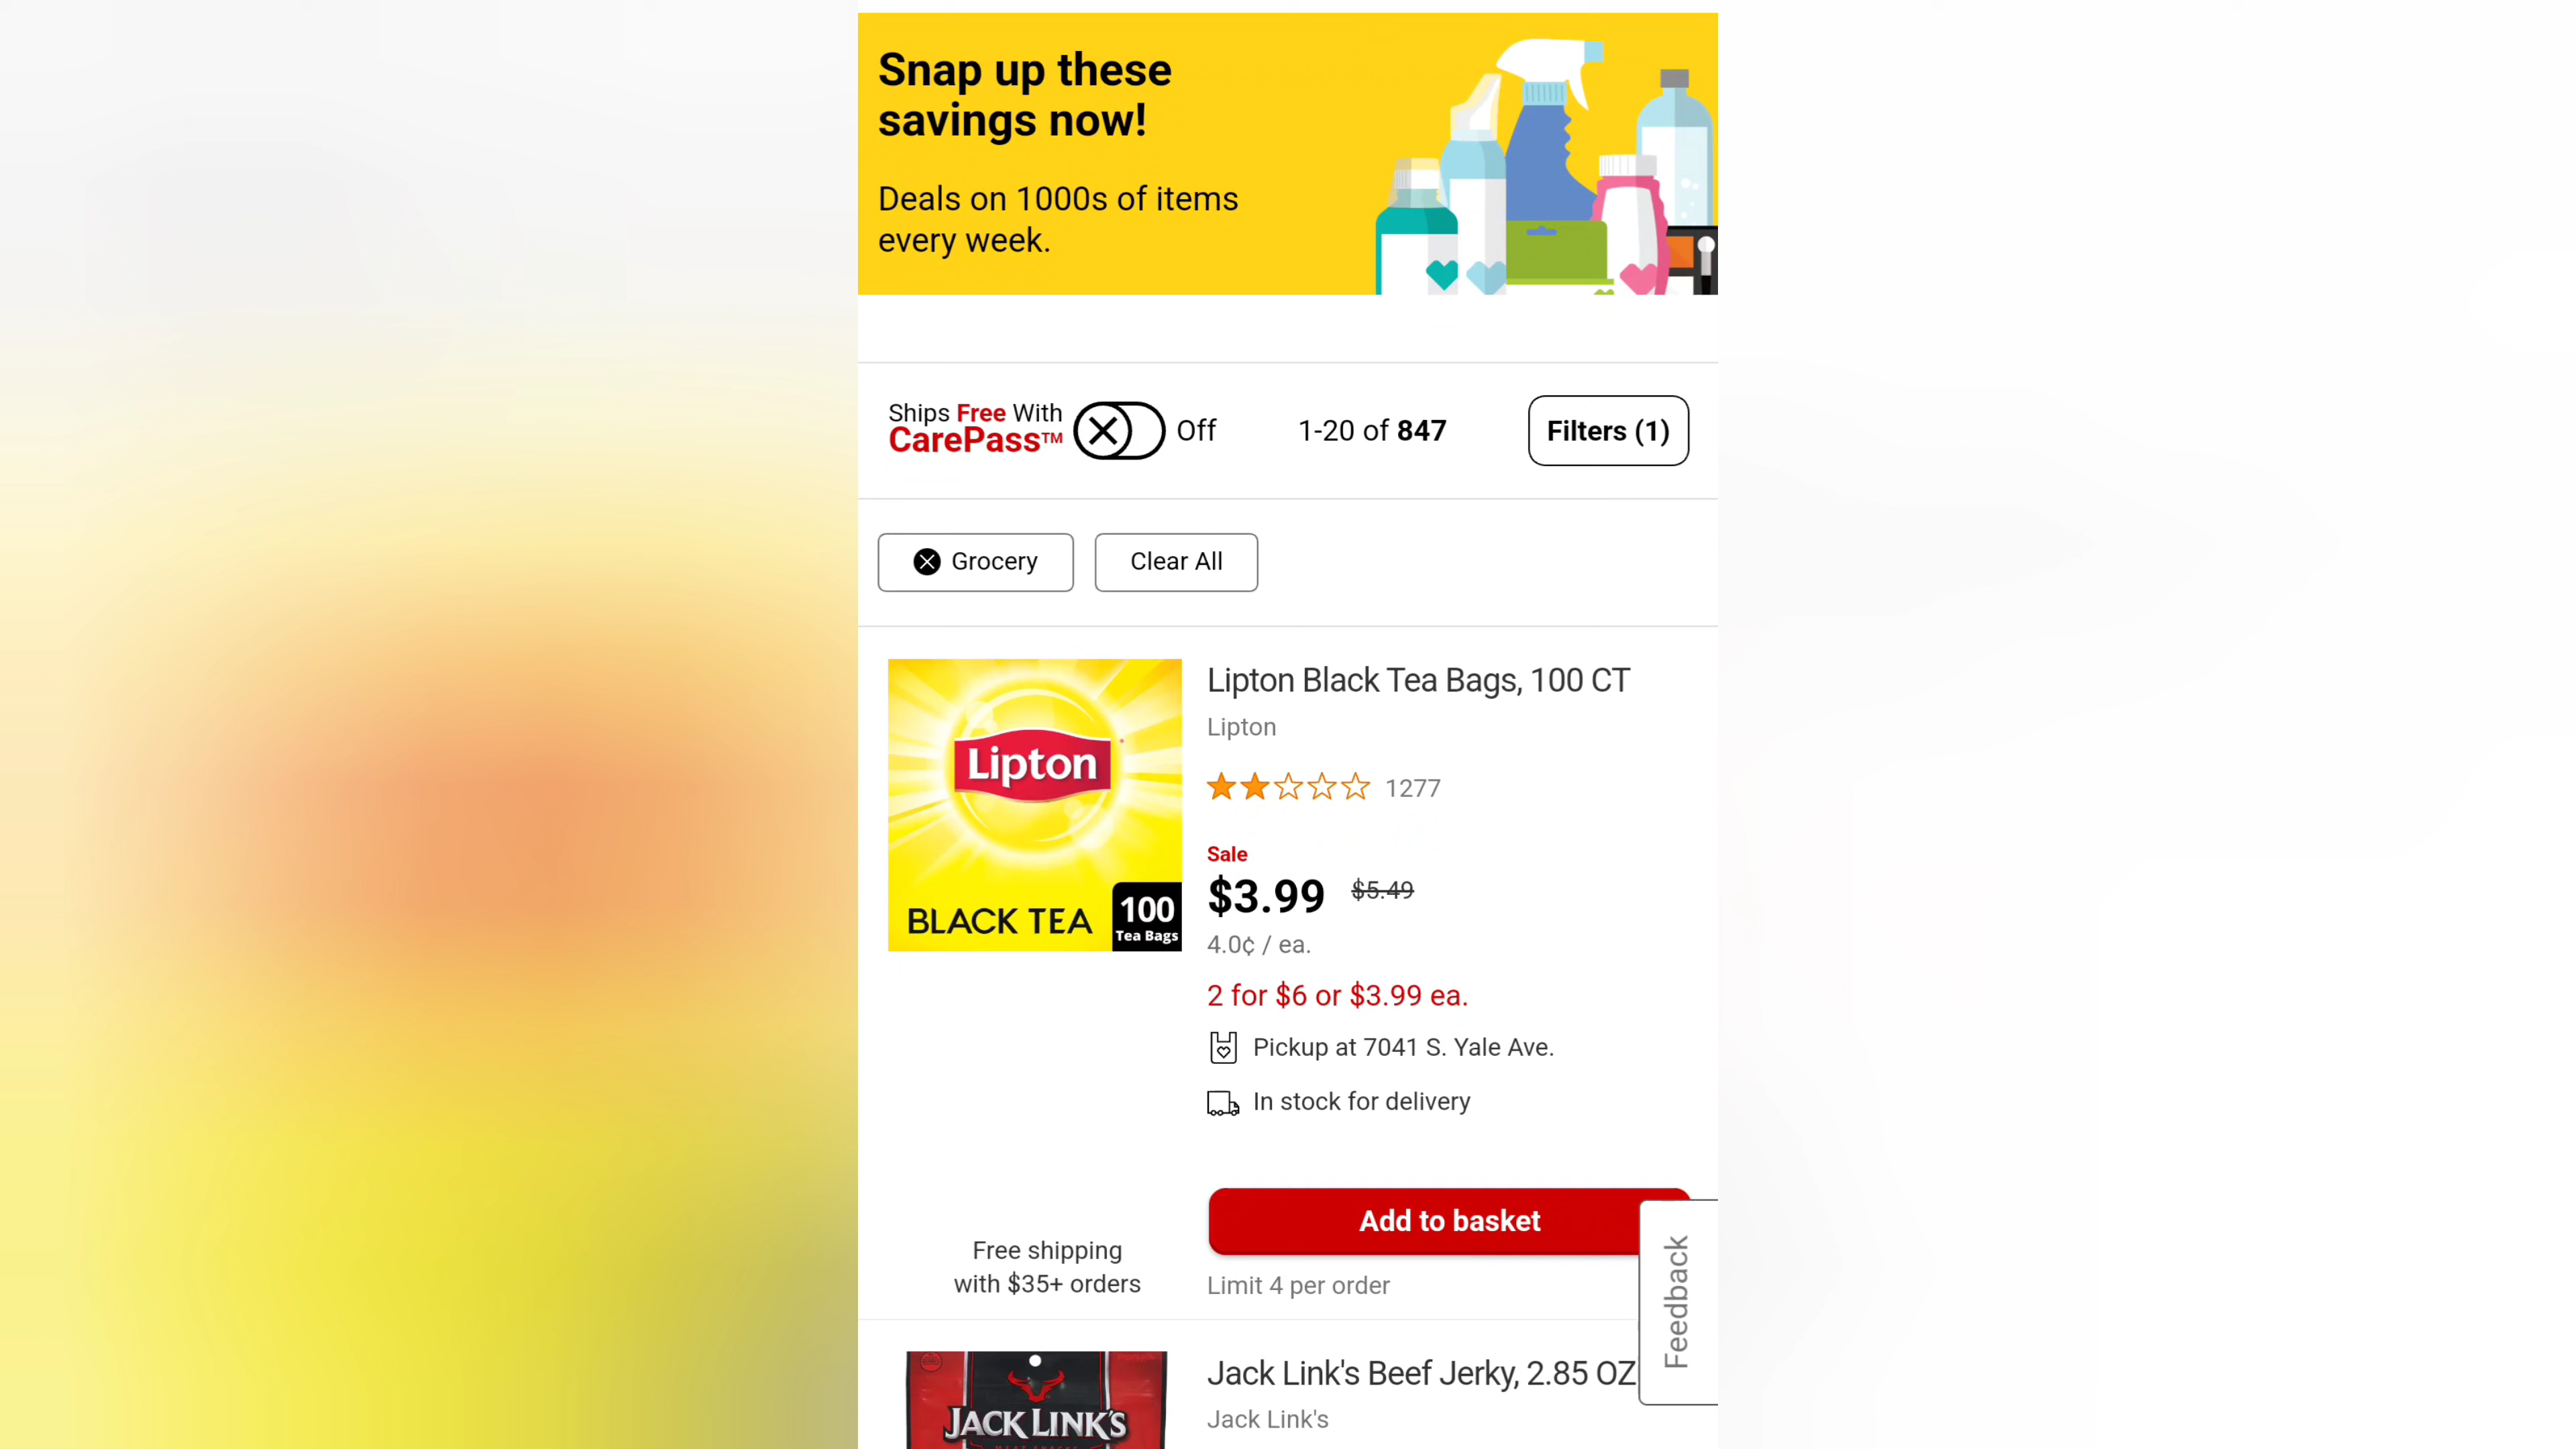 Snap up these
savings now!
Deals on 1000s of items
every week.
Ships Free With
CarePass™
Off
1-20 of 847
Filters (1)
Grocery
Clear All
Lipton
BLACK TEA
100
Tea Bags
Lipton Black Tea Bags, 100 CT
Lipton
1277
Sale
$3.99 $5.49
4.0¢ / ea.
2 for $6 or $3.99 ea.
Pickup at 7041 S. Yale Ave.
In stock for delivery
Add to basket
Free shipping
with $35+ orders
Limit 4 per order
Feedback
JACK LINK'S
Jack Link's Beef Jerky, 2.85 OZ
Jack Link's